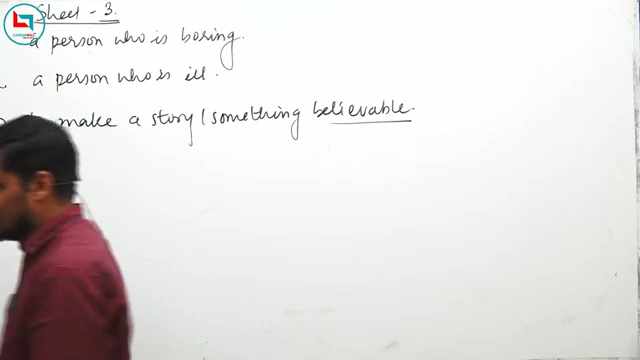 Sheet - 3.
a person who is boring.
a person who is ill.
make a story / something believable.